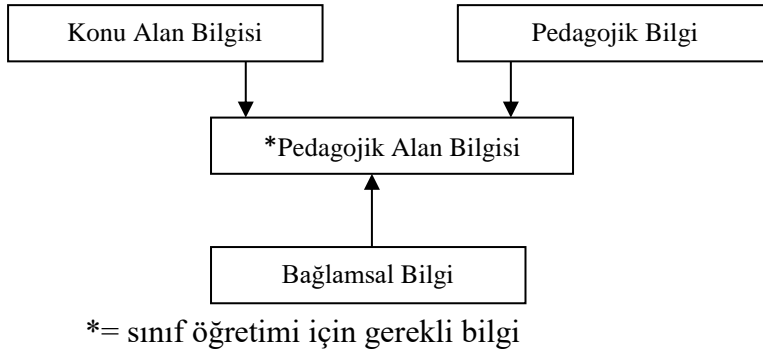 Konu Alan Bilgisi
Pedagojik Bilgi
*Pedagojik Alan Bilgisi
Bağlamsal Bilgi
*= sınıf öğretimi için gerekli bilgi